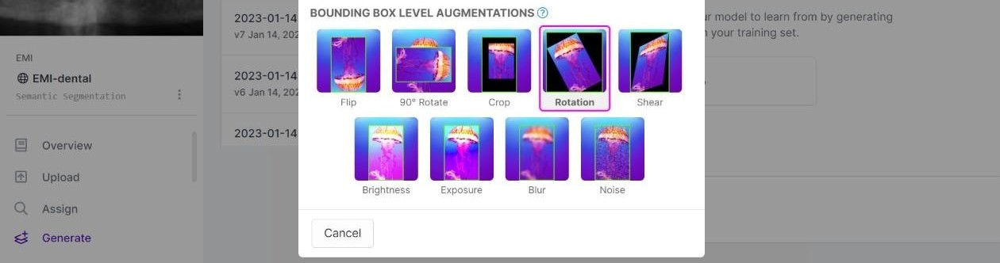 BOUNDING BOX LEVEL AUGMENTATIONS ?
2023-01-14
v7 Jan 14, 202
ur model to learn from by generating
n your training set.
EMI
EMI-dental
Semantic Segmentation
2023-01-14
v6 Jan 14, 202
Flip
90° Rotate
Crop
Rotation
Shear
2023-01-14
Overview
Upload
Assign
Generate
Brightness
Exposure
Blur
Noise
Cancel